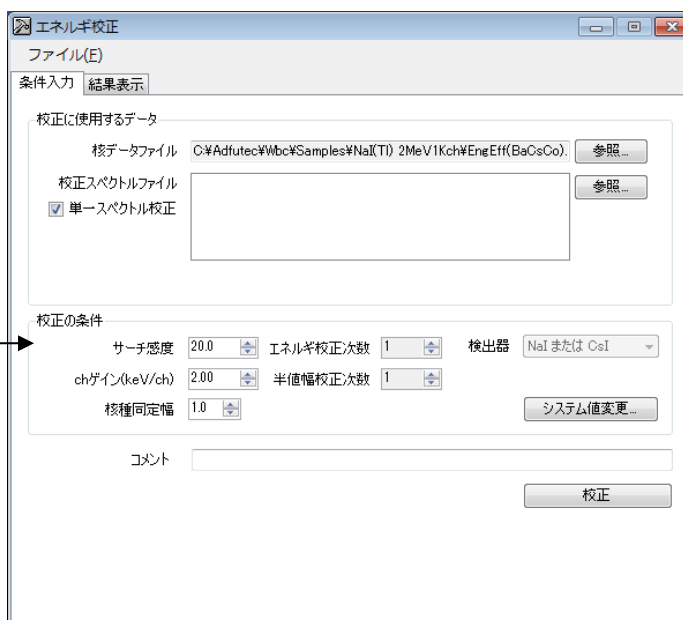 エネルギ校正
ファイル(F)
条件入力 結果表示
校正に使用するデータ
核データファイル C:¥Adfutec¥Wbc¥Samples¥NaI(Tl) 2MeV1Kch¥EngEff(BaCsCo). 参照...
校正スペクトルファイル 参照...
単一スペクトル校正
校正の条件
サーチ感度 20.0 エネルギ校正次数 1 検出器 NaI または CsI
chゲイン(keV/ch) 2.00 半値幅校正次数 1
核種同定幅 1.0 システム値変更...
コメント
校正